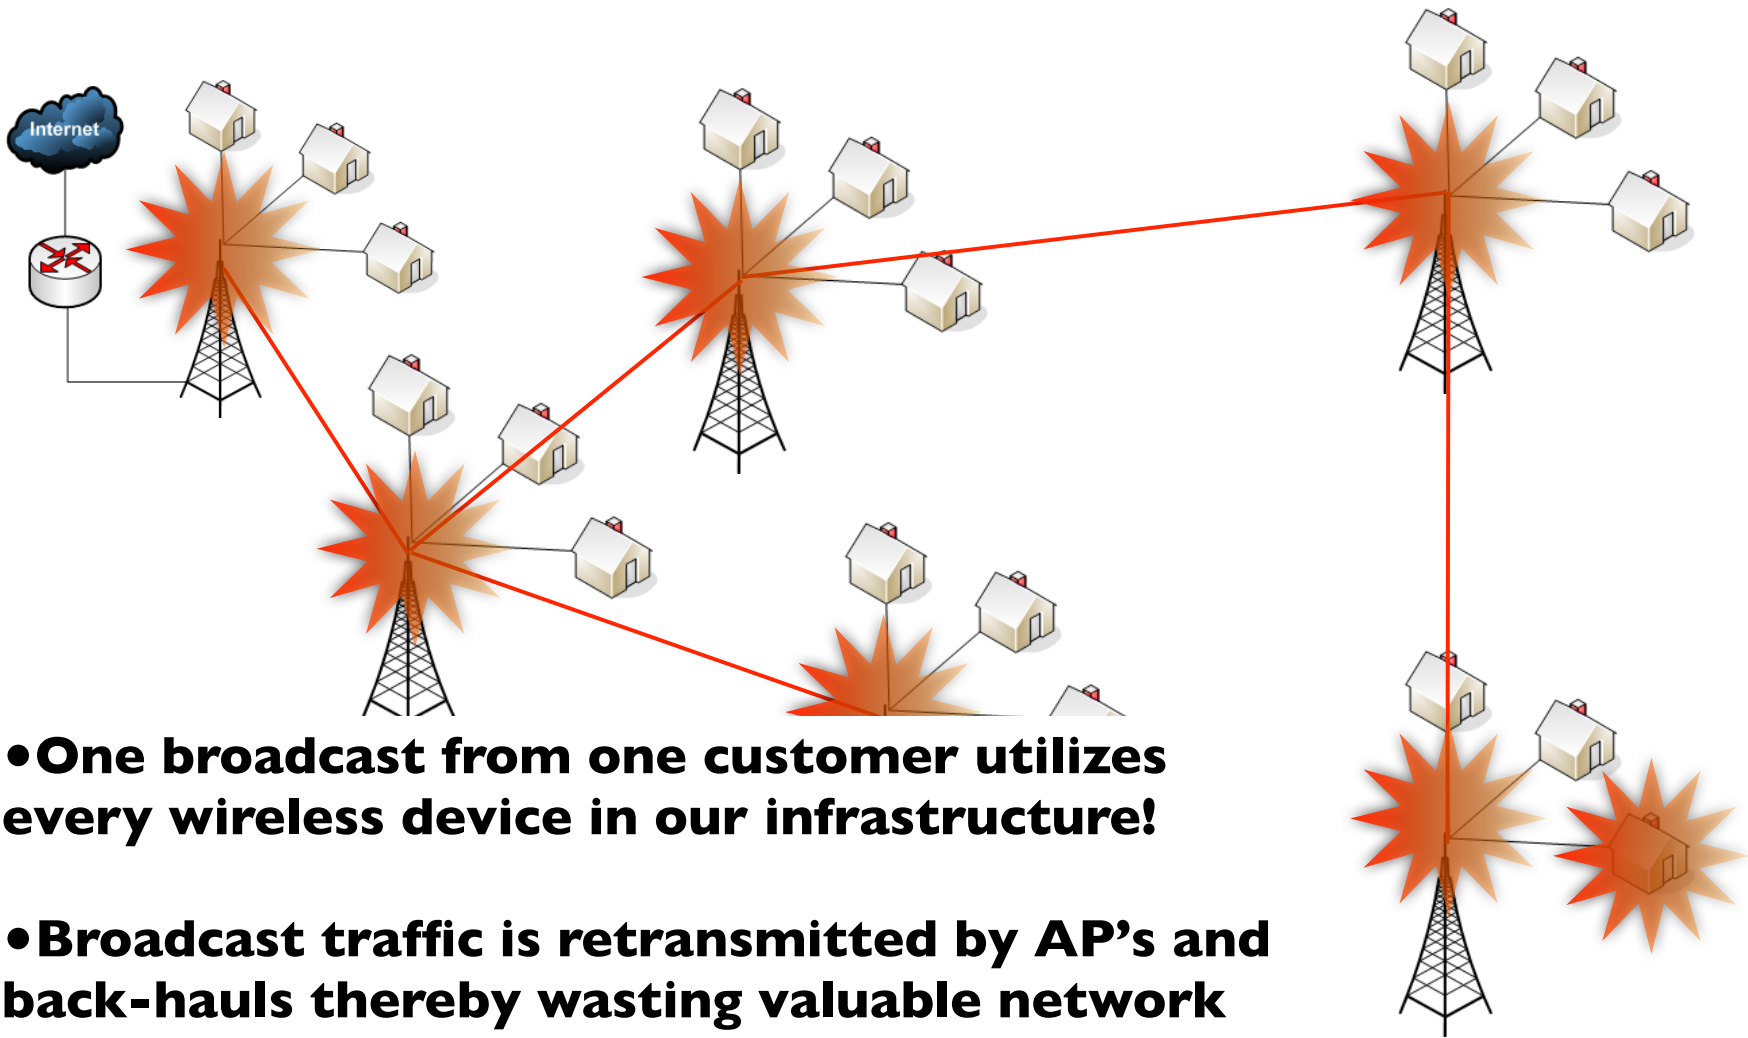 Internet
•One broadcast from one customer utilizes
every wireless device in our infrastructure!
•Broadcast traffic is retransmitted by AP’s and
back-hauls thereby wasting valuable network